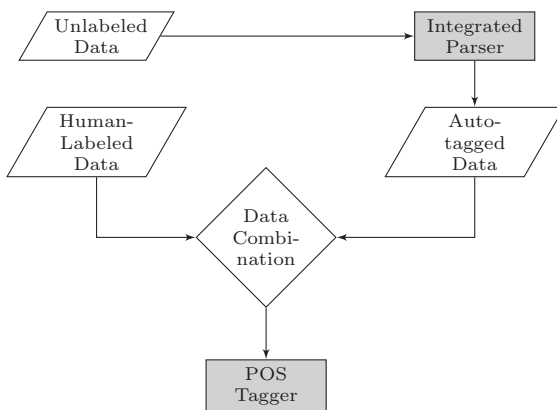 Unlabeled
Data
Integrated
Parser
Human-
Labeled
Data
Auto-
tagged
Data
Data
Combi-
nation
POS
Tagger